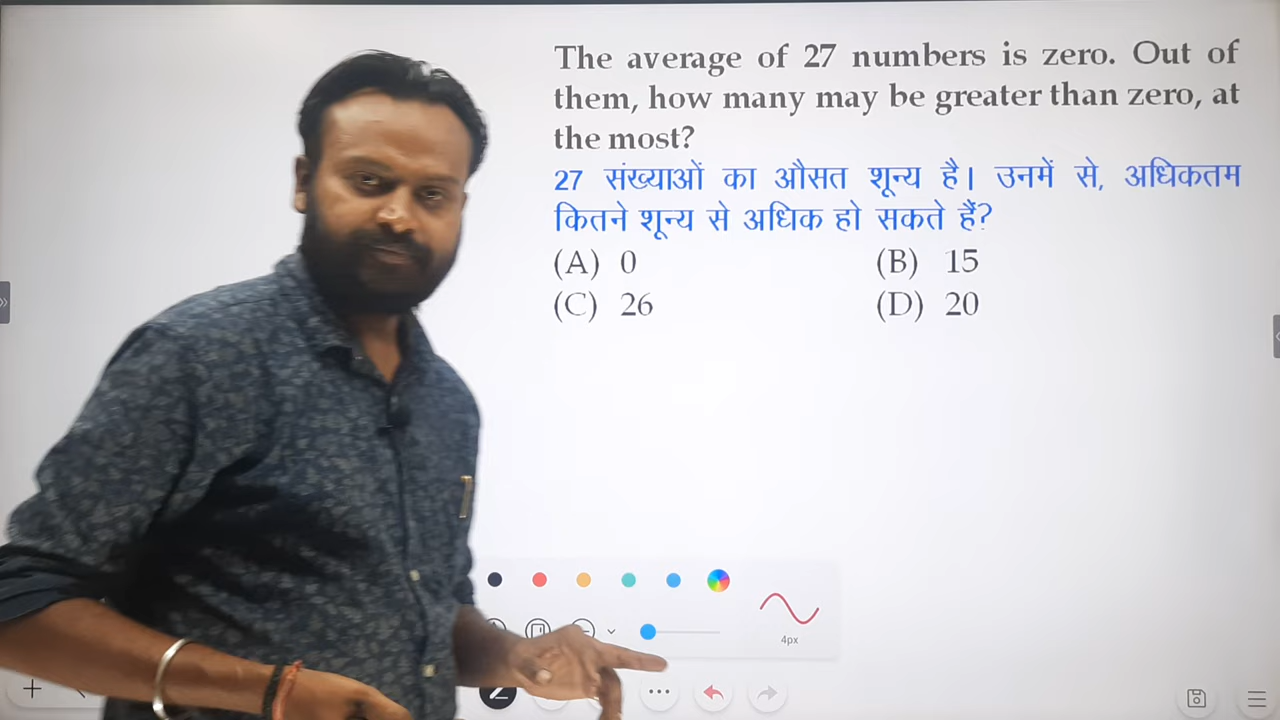 The average of 27 numbers is zero. Out of
them, how many may be greater than zero, at
the most?
27 संख्याओं का औसत शून्य है। उनमें से, अधिकतम
कितने शून्य से अधिक हो सकते हैं?
(A) 0 (B) 15
(C) 26 (D) 20
4px